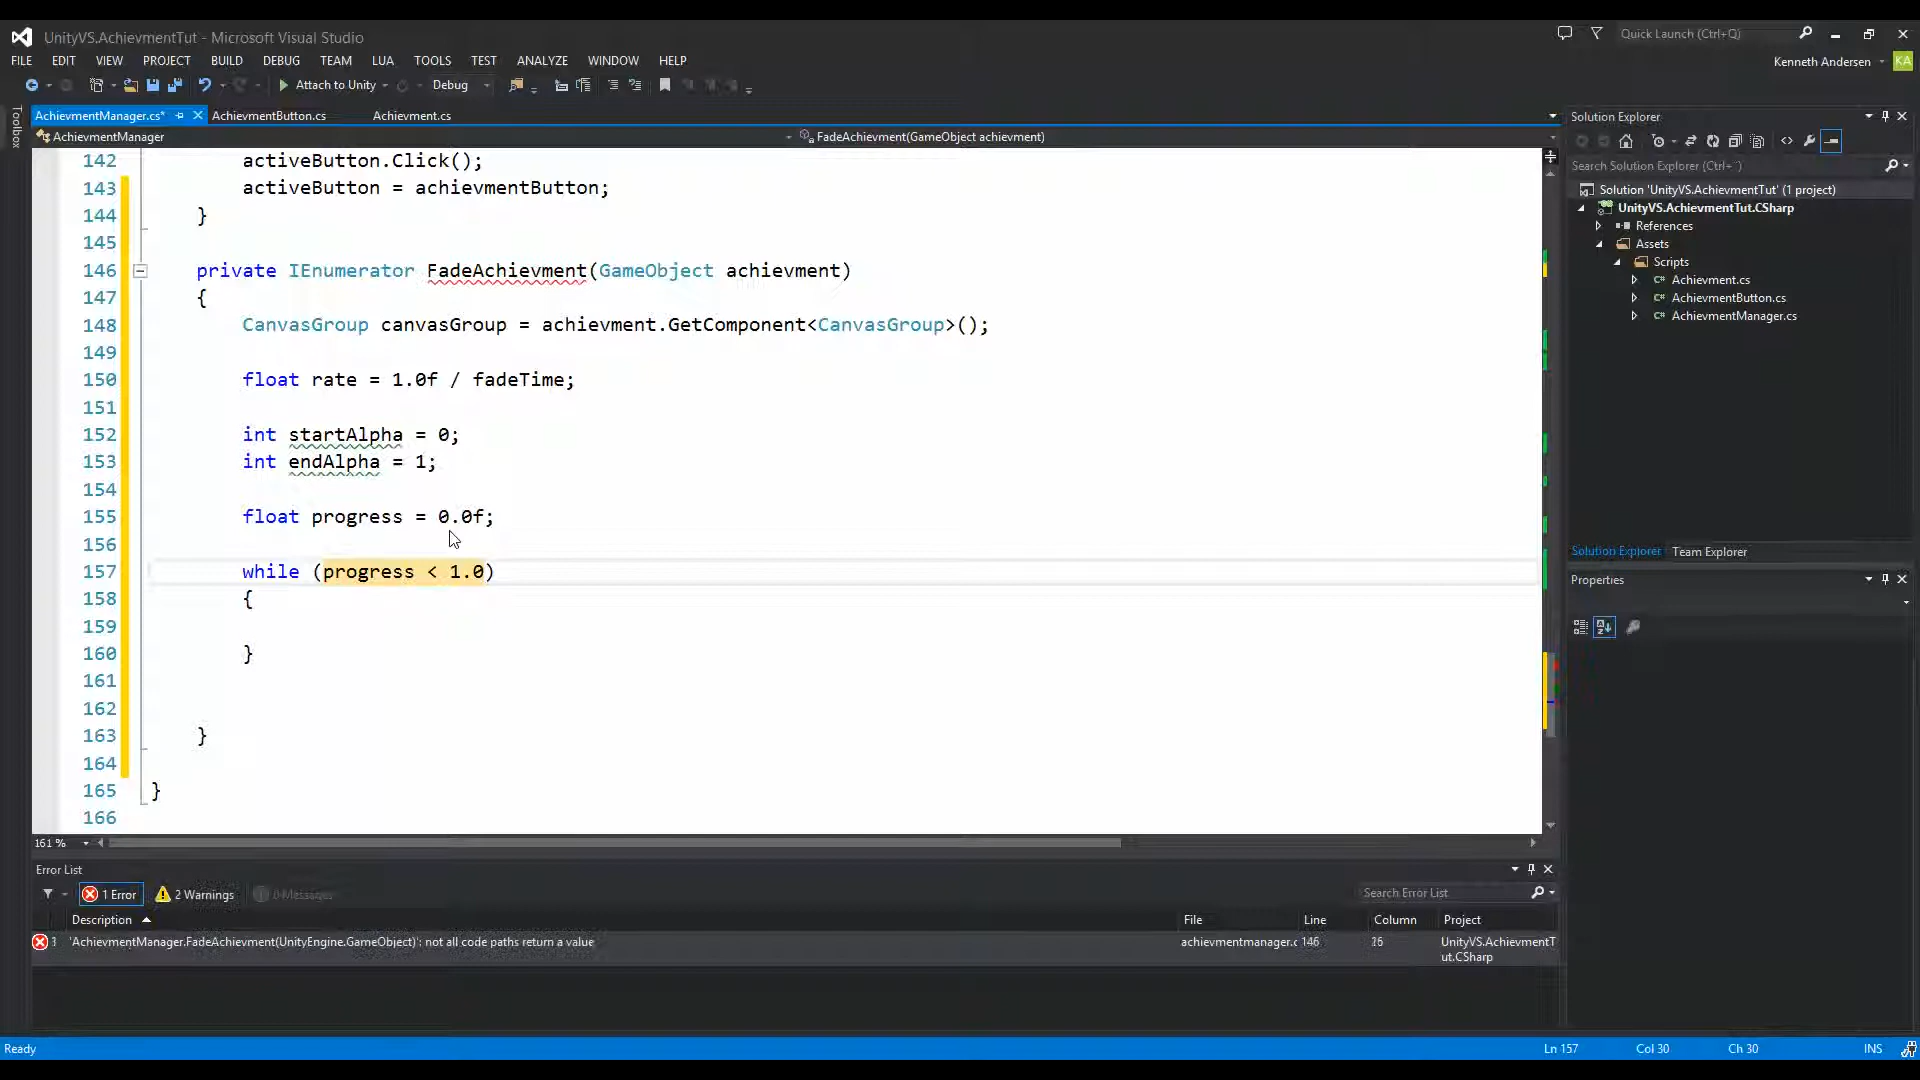 UnityVS.AchievmentTut - Microsoft Visual Studio
Quick Launch (Ctrl+Q)
FILE EDIT VIEW PROJECT BUILD DEBUG TEAM LUA TOOLS TEST ANALYZE WINDOW HELP
Kenneth Andersen
KA
Attach to Unity
Debug
Toolbox
AchievmentManager.cs*
AchievmentButton.cs
Achievment.cs
AchievmentManager
FadeAchievment(GameObject achievment)
142 activeButton.Click();
143 activeButton = achievmentButton;
144 }
145
146 private IEnumerator FadeAchievment(GameObject achievment)
147 {
148 CanvasGroup canvasGroup = achievment.GetComponent<CanvasGroup>();
149
150 float rate = 1.0f / fadeTime;
151
152 int startAlpha = 0;
153 int endAlpha = 1;
154
155 float progress = 0.0f;
156
157 while (progress < 1.0)
158 {
159
160 }
161
162
163 }
164
165 }
166
161 %
Solution Explorer
Search Solution Explorer (Ctrl+¨)
Solution 'UnityVS.AchievmentTut' (1 project)
UnityVS.AchievmentTut.CSharp
References
Assets
Scripts
C# Achievment.cs
C# AchievmentButton.cs
C# AchievmentManager.cs
Solution Explorer Team Explorer
Properties
Error List
1 Error
2 Warnings
0 Messages
Search Error List
Description File Line Column Project
3 'AchievmentManager.FadeAchievment(UnityEngine.GameObject)': not all code paths return a value achievmentmanager.c 146 26 UnityVS.AchievmentT
ut.CSharp
Ready
Ln 157 Col 30 Ch 30 INS